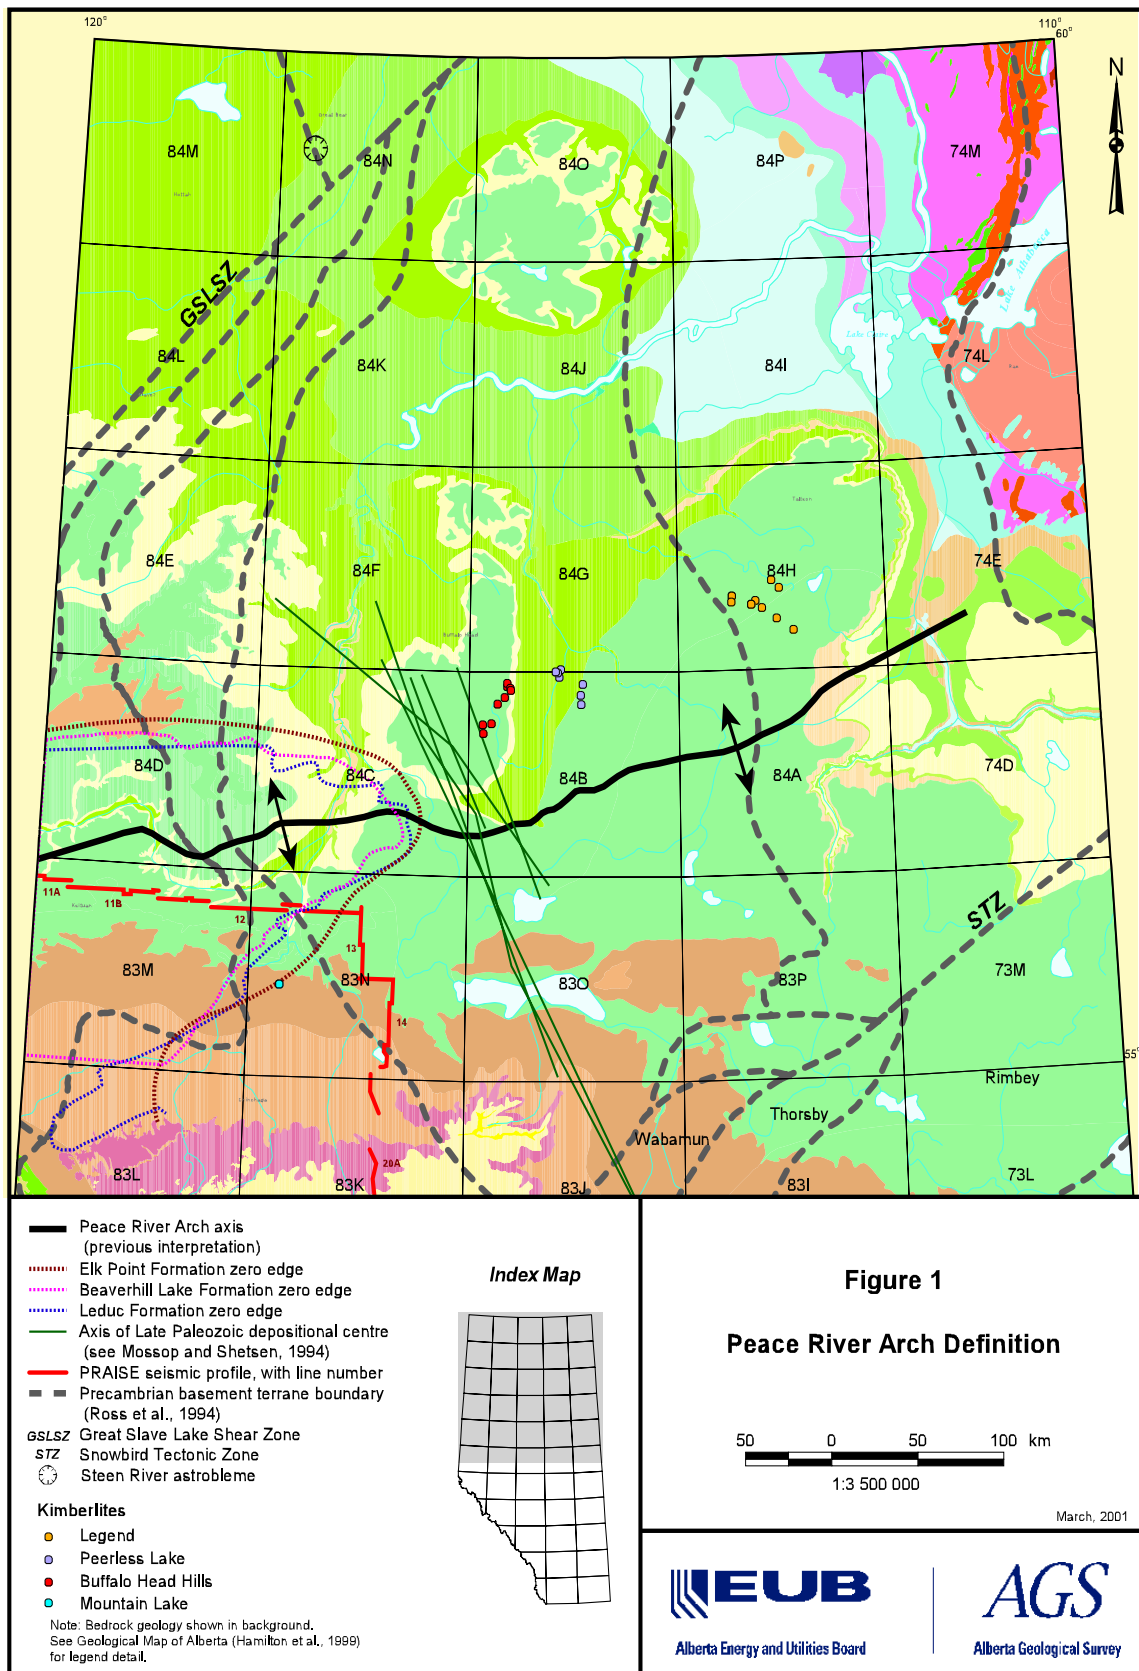 120°
110°
60°
N
84M
84N
84O
84P
74M
GSLSZ
Lake Athabasca
Lake Claire
84L
84K
84J
84I
74L
84E
84F
84G
84H
74E
Buffalo Head
84D
84C
84B
84A
74D
STZ
11A
11B
12
13
14
20A
83M
83N
83O
83P
73M
55°
Rimbey
Thorsby
Wabamun
83L
83K
83J
83I
73L
Peace River Arch axis
(previous interpretation)
Elk Point Formation zero edge
Beaverhill Lake Formation zero edge
Leduc Formation zero edge
Axis of Late Paleozoic depositional centre
(see Mossop and Shetsen, 1994)
PRAISE seismic profile, with line number
Precambrian basement terrane boundary
(Ross et al., 1994)
GSLSZ Great Slave Lake Shear Zone
STZ Snowbird Tectonic Zone
Steen River astrobleme
Kimberlites
Legend
Peerless Lake
Buffalo Head Hills
Mountain Lake
Note: Bedrock geology shown in background.
See Geological Map of Alberta (Hamilton et al., 1999)
for legend detail.
Index Map
Figure 1
Peace River Arch Definition
50 0 50 100 km
1:3 500 000
March, 2001
EUB
Alberta Energy and Utilities Board
AGS
Alberta Geological Survey